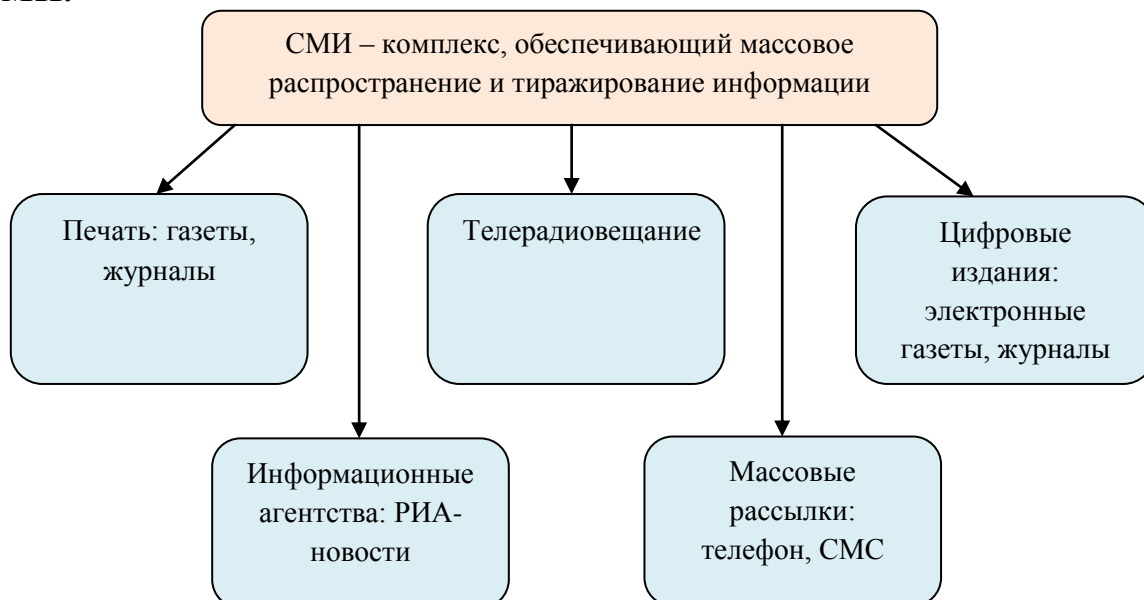 СМИ – комплекс, обеспечивающий массовое
распространение и тиражирование информации
Печать: газеты,
журналы
Телерадиовещание
Цифровые
издания:
электронные
газеты, журналы
Информационные
агентства: РИА-
новости
Массовые
рассылки:
телефон, СМС